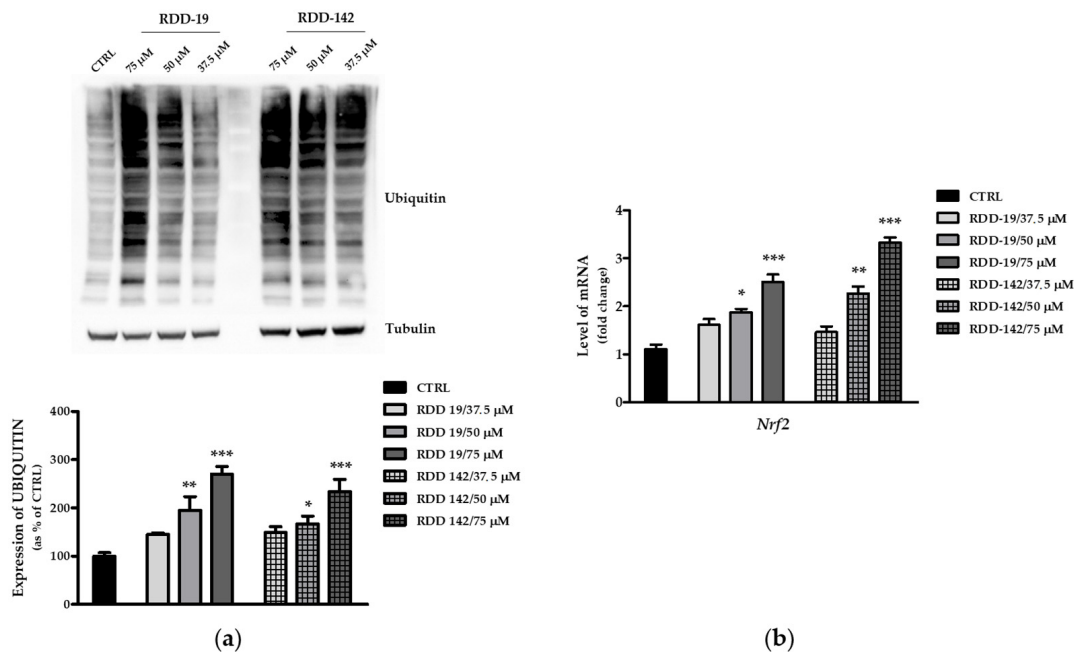 RDD-19 RDD-142
CTRL 75 µM 50 µM 37.5 µM 75 µM 50 µM 37.5 µM
Ubiquitin
Tubulin
Expression of UBIQUITIN
(as % of CTRL)
400
300
200
100
0
** *** * ***
CTRL
RDD 19/37.5 µM
RDD 19/50 µM
RDD 19/75 µM
RDD 142/37.5 µM
RDD 142/50 µM
RDD 142/75 µM
(a)
Level of mRNA
(fold change)
4
3
2
1
0
* *** ** ***
Nrf2
CTRL
RDD-19/37.5 µM
RDD-19/50 µM
RDD-19/75 µM
RDD-142/37.5 µM
RDD-142/50 µM
RDD-142/75 µM
(b)